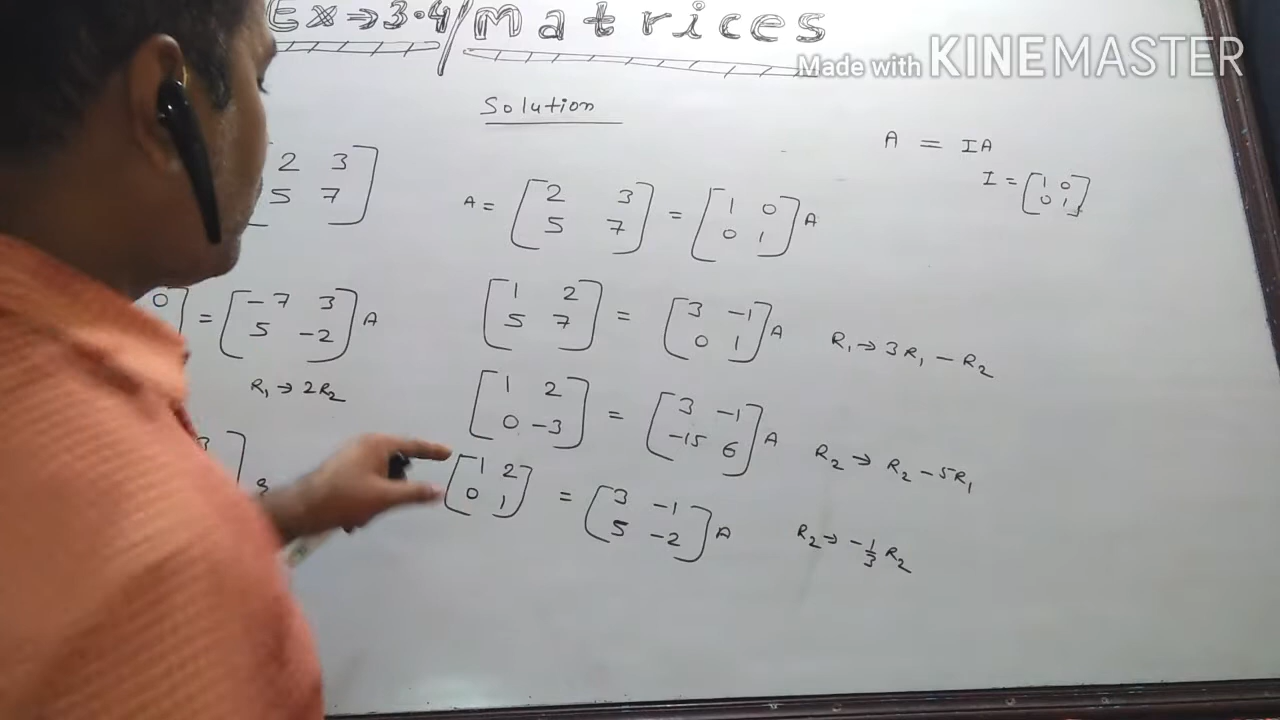 Ex → 3.4 / Matrices
Made with KINEMASTER
Solution
A = IA
I = [1 0
0 1]
2 3
5 7]
A = [2 3
5 7] = [1 0
0 1] A
[1 2
5 7] = [3 -1
0 1] A R₁ → 3R₁ - R₂
0] = [-7 3
5 -2] A
R₁ → 2R₂
[1 2
0 -3] = [3 -1
-15 6] A R₂ → R₂ - 5R₁
[1 2
0 1] = [3 -1
5 -2] A R₂ → -1/3 R₂